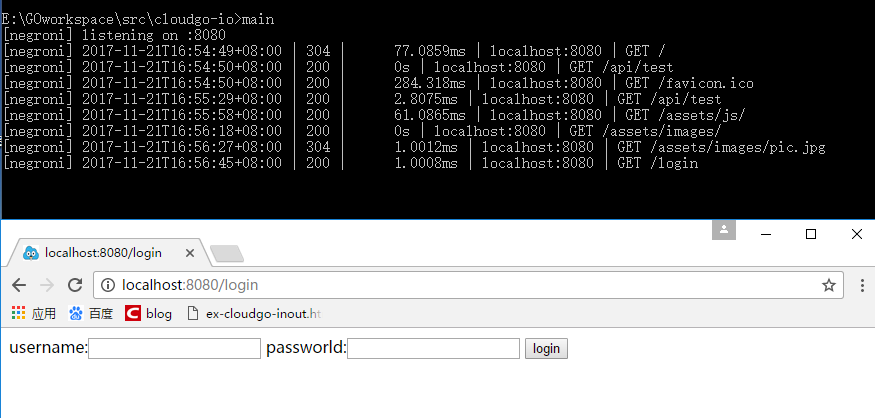 E:\GOworkspace\src\cloudgo-io>main
[negroni] listening on :8080
[negroni] 2017-11-21T16:54:49+08:00 | 304 | 77.0859ms | localhost:8080 | GET /
[negroni] 2017-11-21T16:54:50+08:00 | 200 | 0s | localhost:8080 | GET /api/test
[negroni] 2017-11-21T16:54:50+08:00 | 200 | 284.318ms | localhost:8080 | GET /favicon.ico
[negroni] 2017-11-21T16:55:29+08:00 | 200 | 2.8075ms | localhost:8080 | GET /api/test
[negroni] 2017-11-21T16:55:58+08:00 | 200 | 61.0865ms | localhost:8080 | GET /assets/js/
[negroni] 2017-11-21T16:56:18+08:00 | 200 | 0s | localhost:8080 | GET /assets/images/
[negroni] 2017-11-21T16:56:27+08:00 | 304 | 1.0012ms | localhost:8080 | GET /assets/images/pic.jpg
[negroni] 2017-11-21T16:56:45+08:00 | 200 | 1.0008ms | localhost:8080 | GET /login
localhost:8080/login
localhost:8080/login
应用 百度 C blog ex-cloudgo-inout.ht
username: passworld: login